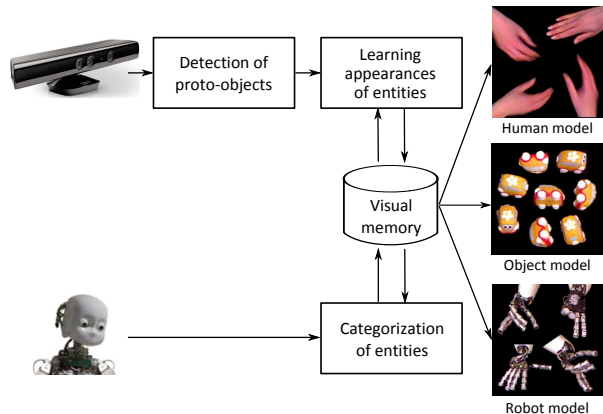 Detection of
proto-objects
Learning
appearances
of entities
Human model
Visual
memory
Object model
Categorization
of entities
Robot model